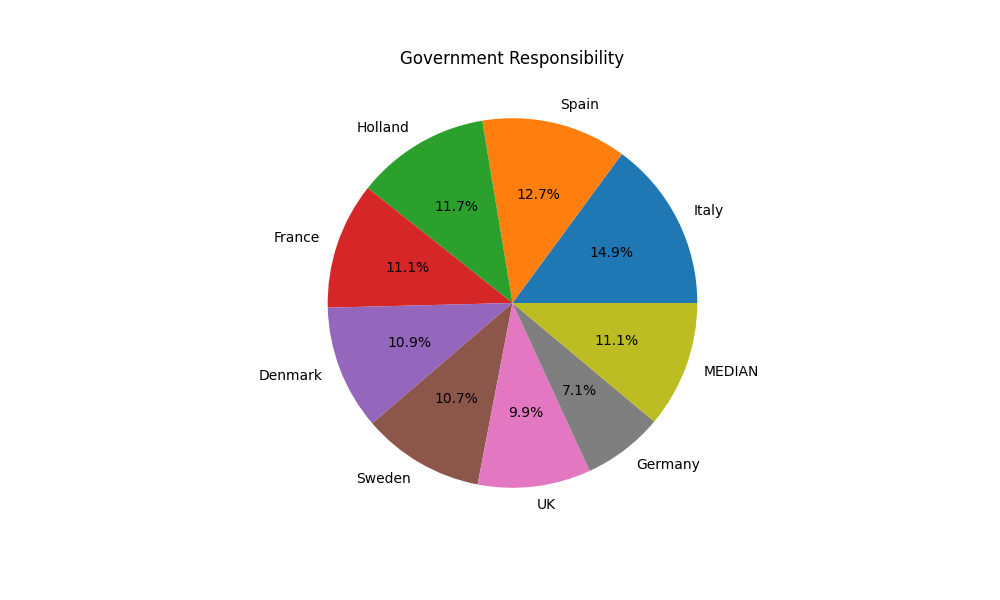 Government Responsibility
Spain
Holland
Italy
12.7%
11.7%
France
14.9%
11.1%
10.9%
11.1%
Denmark
MEDIAN
7.1%
10.7%
9.9%
Germany
Sweden
UK